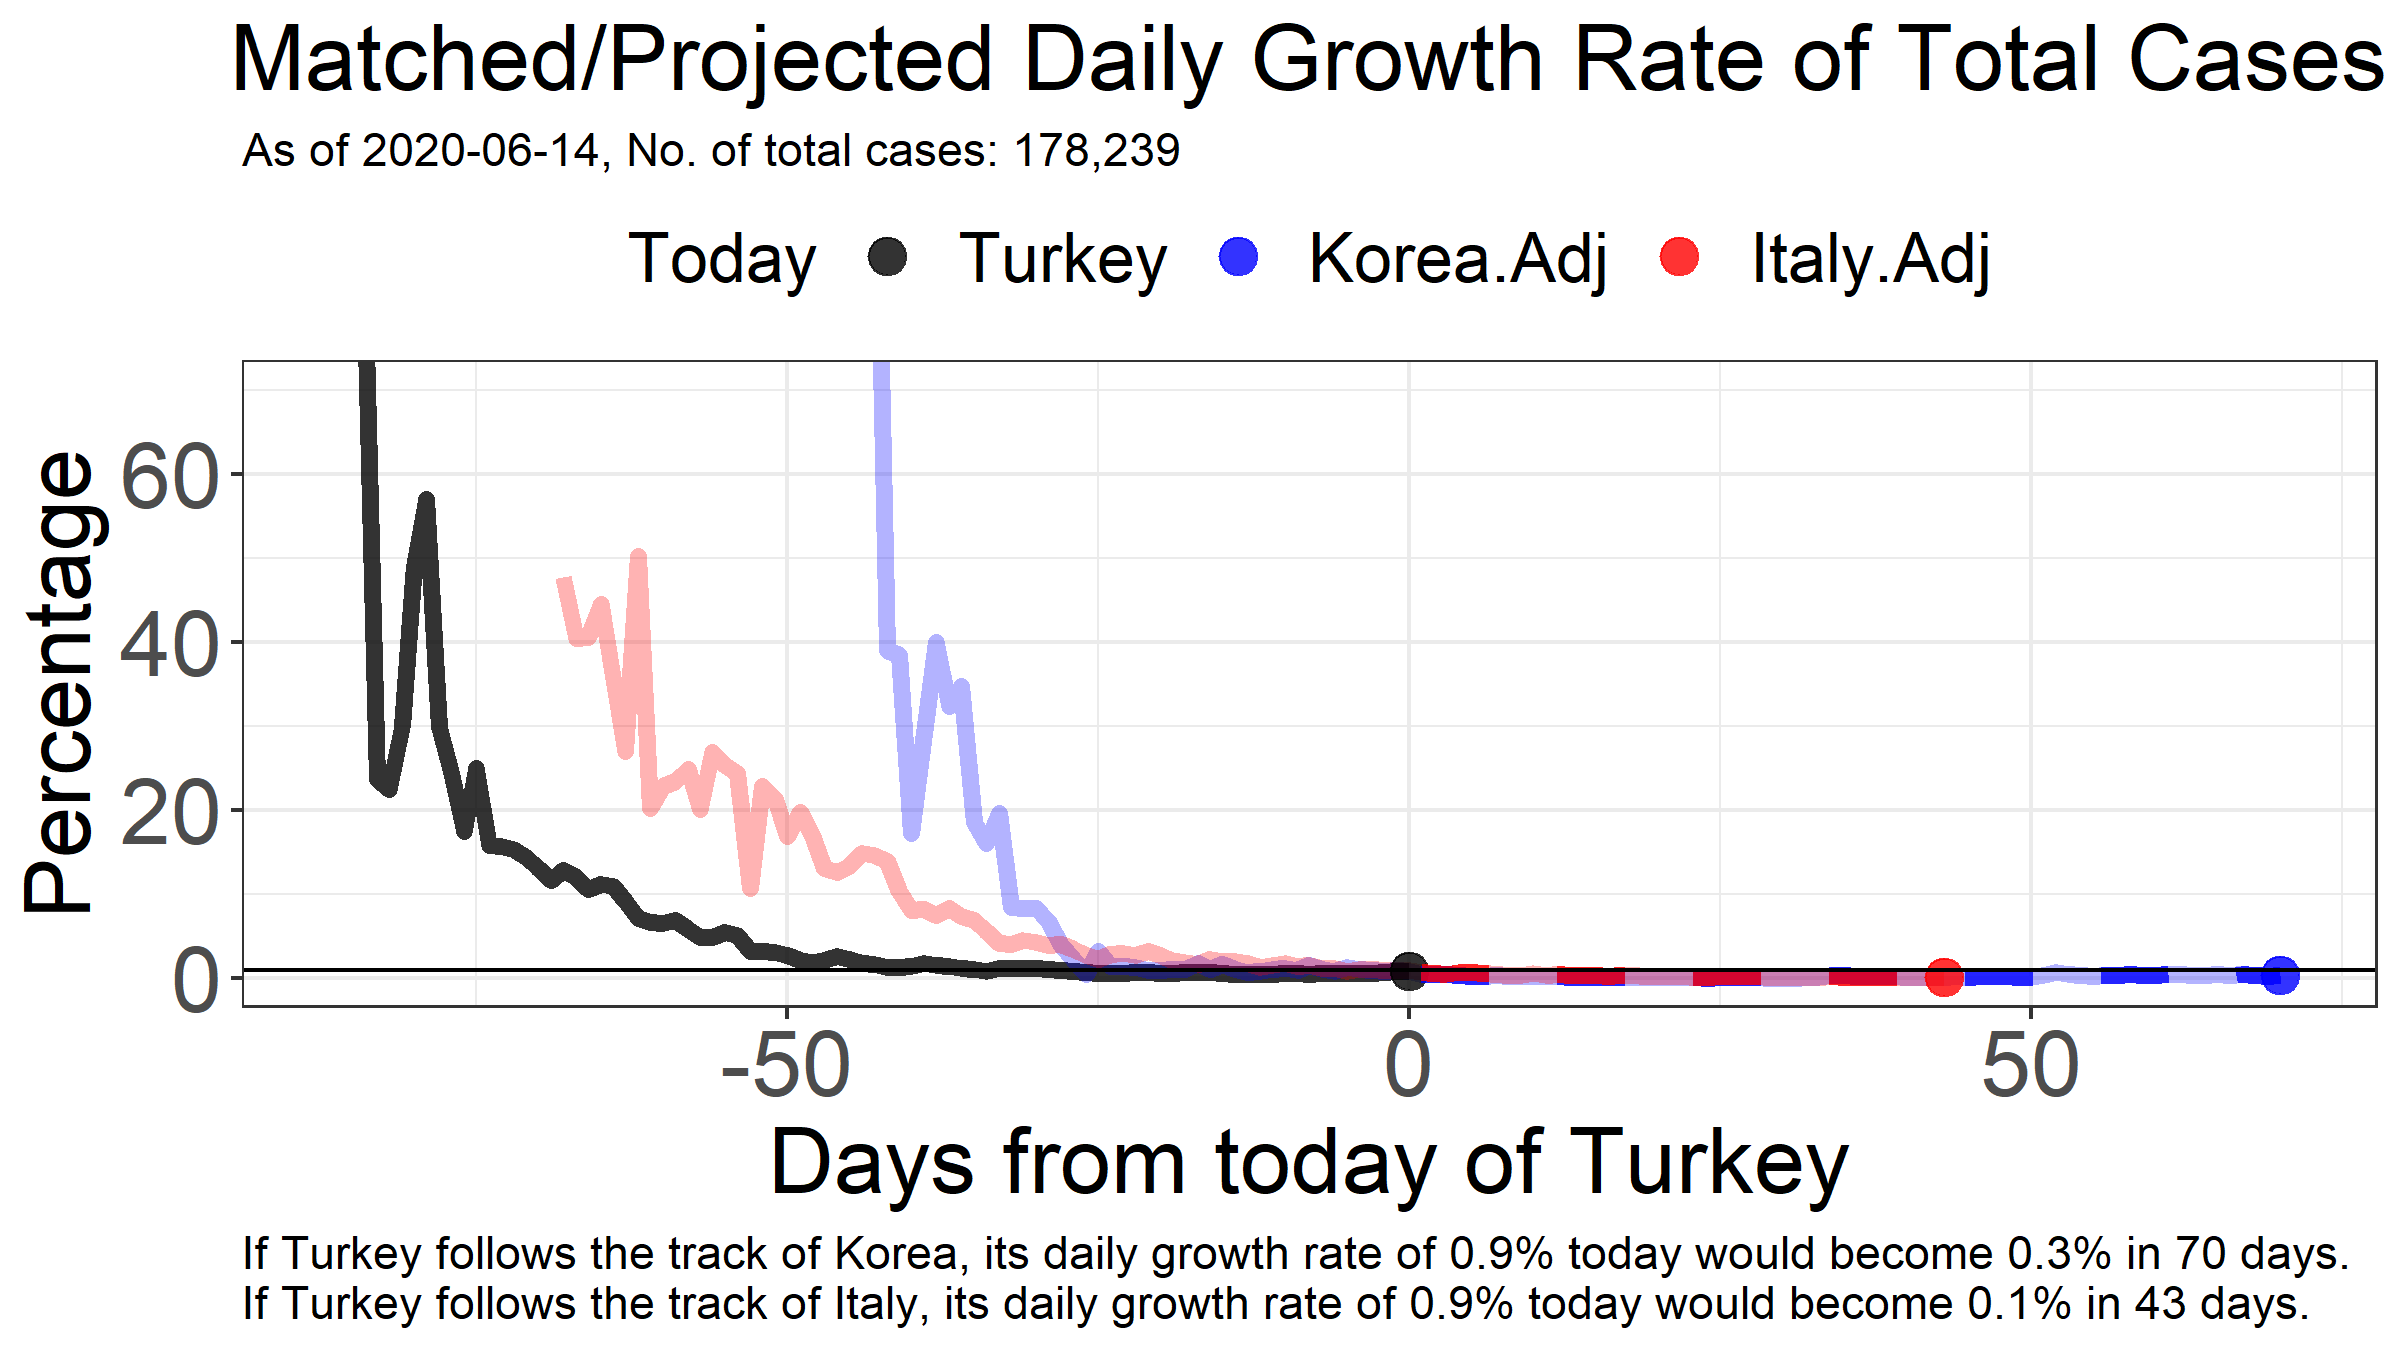 Matched/Projected Daily Growth Rate of Total Cases
As of 2020-06-14, No. of total cases: 178,239
Today Turkey Korea.Adj Italy.Adj
Percentage
60
40
20
0
-50 0 50
Days from today of Turkey
If Turkey follows the track of Korea, its daily growth rate of 0.9% today would become 0.3% in 70 days.
If Turkey follows the track of Italy, its daily growth rate of 0.9% today would become 0.1% in 43 days.